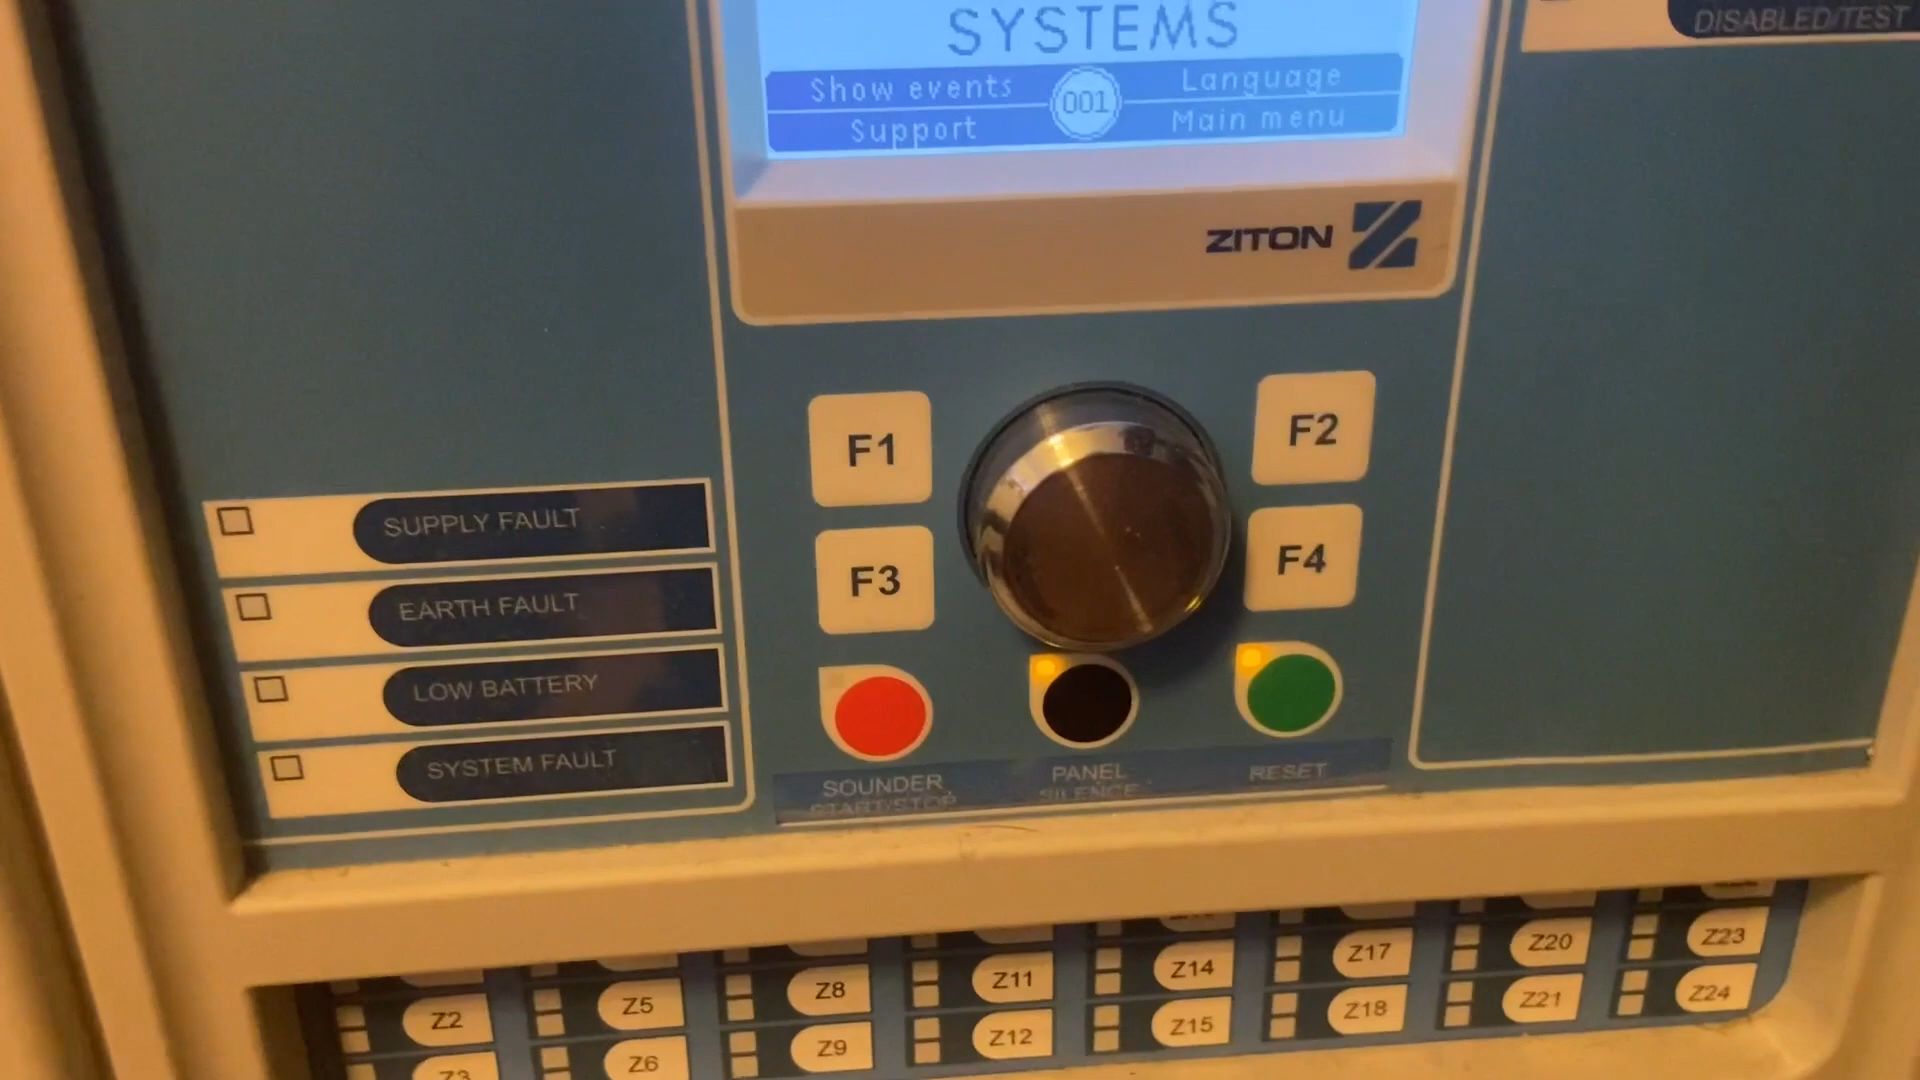 SYSTEMS
Show events
Language
001
Support
Main menu
DISABLED/TEST
ZITON
F1
F2
F3
F4
SUPPLY FAULT
EARTH FAULT
LOW BATTERY
SYSTEM FAULT
SOUNDER
START/STOP
PANEL
SILENCE
RESET
Z2
Z5
Z8
Z11
Z14
Z17
Z20
Z23
Z3
Z6
Z9
Z12
Z15
Z18
Z21
Z24